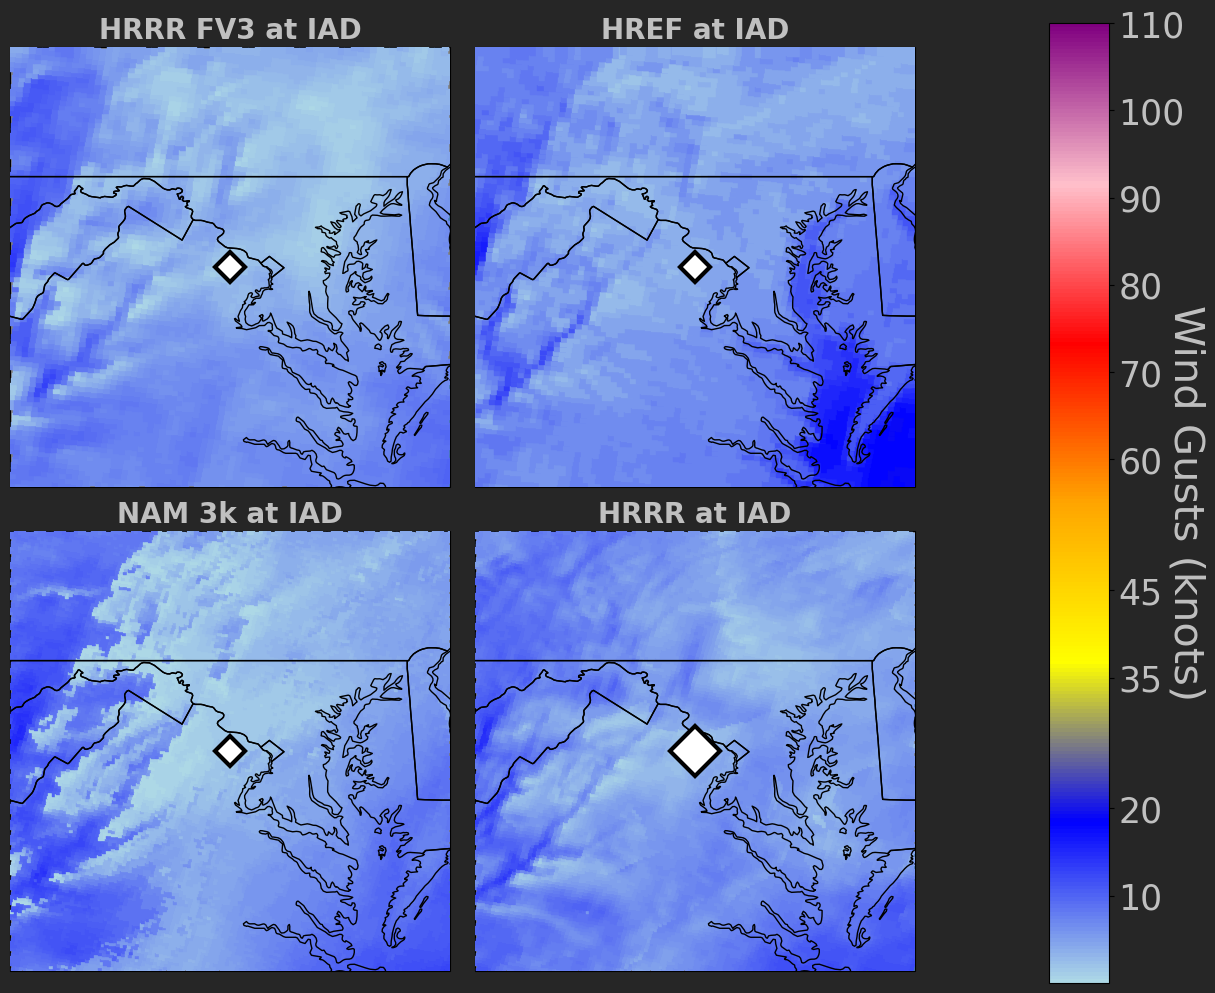 HRRR FV3 at IAD
HREF at IAD
NAM 3k at IAD
HRRR at IAD
110
100
90
80
70
60
45
35
20
10
Wind Gusts (knots)